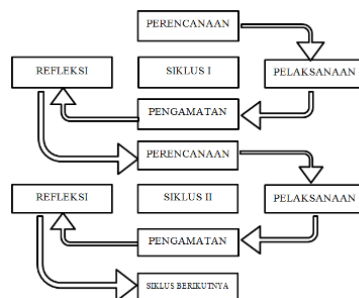 PERENCANAAN
REFLEKSI
SIKLUS I
PELAKSANAAN
PENGAMATAN
PERENCANAAN
REFLEKSI
SIKLUS II
PELAKSANAAN
PENGAMATAN
SIKLUS BERIKUTNYA